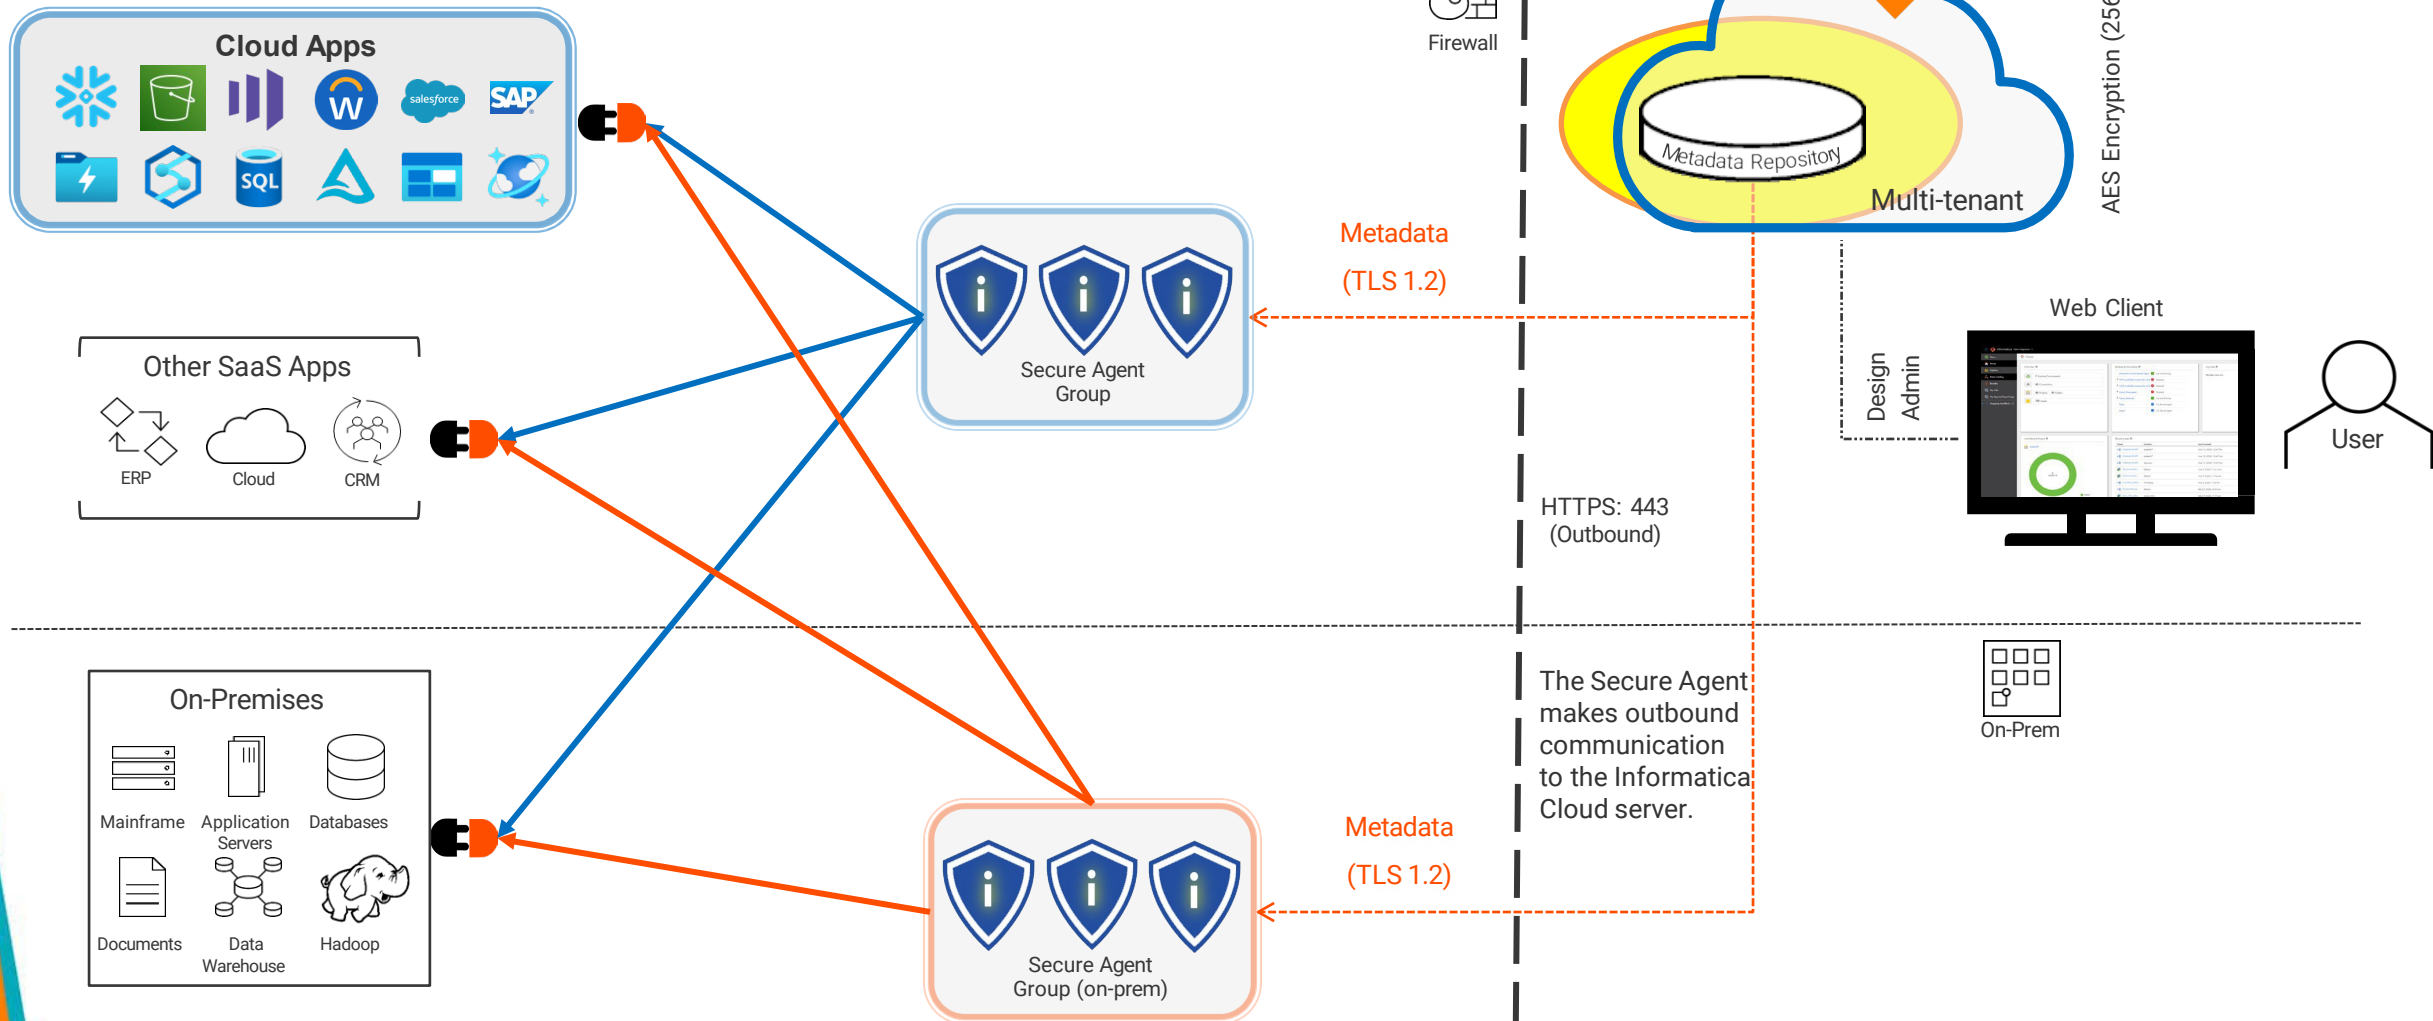 Cloud Apps
salesforce
SAP
SQL
Firewall
Metadata Repository
Multi-tenant
AES Encryption (256
Metadata
(TLS 1.2)
Secure Agent
Group
Other SaaS Apps
ERP
Cloud
CRM
Web Client
Design
Admin
User
HTTPS: 443
(Outbound)
On-Premises
Mainframe
Application
Servers
Databases
Documents
Data
Warehouse
Hadoop
The Secure Agent
makes outbound
communication
to the Informatica
Cloud server.
On-Prem
Metadata
(TLS 1.2)
Secure Agent
Group (on-prem)